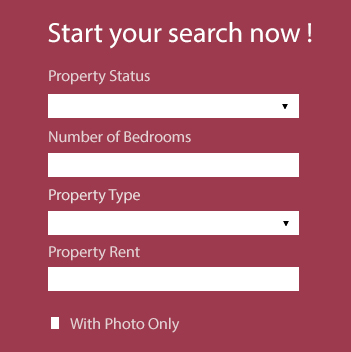 Start your search now !
Property Status
Number of Bedrooms
Property Type
Property Rent
With Photo Only